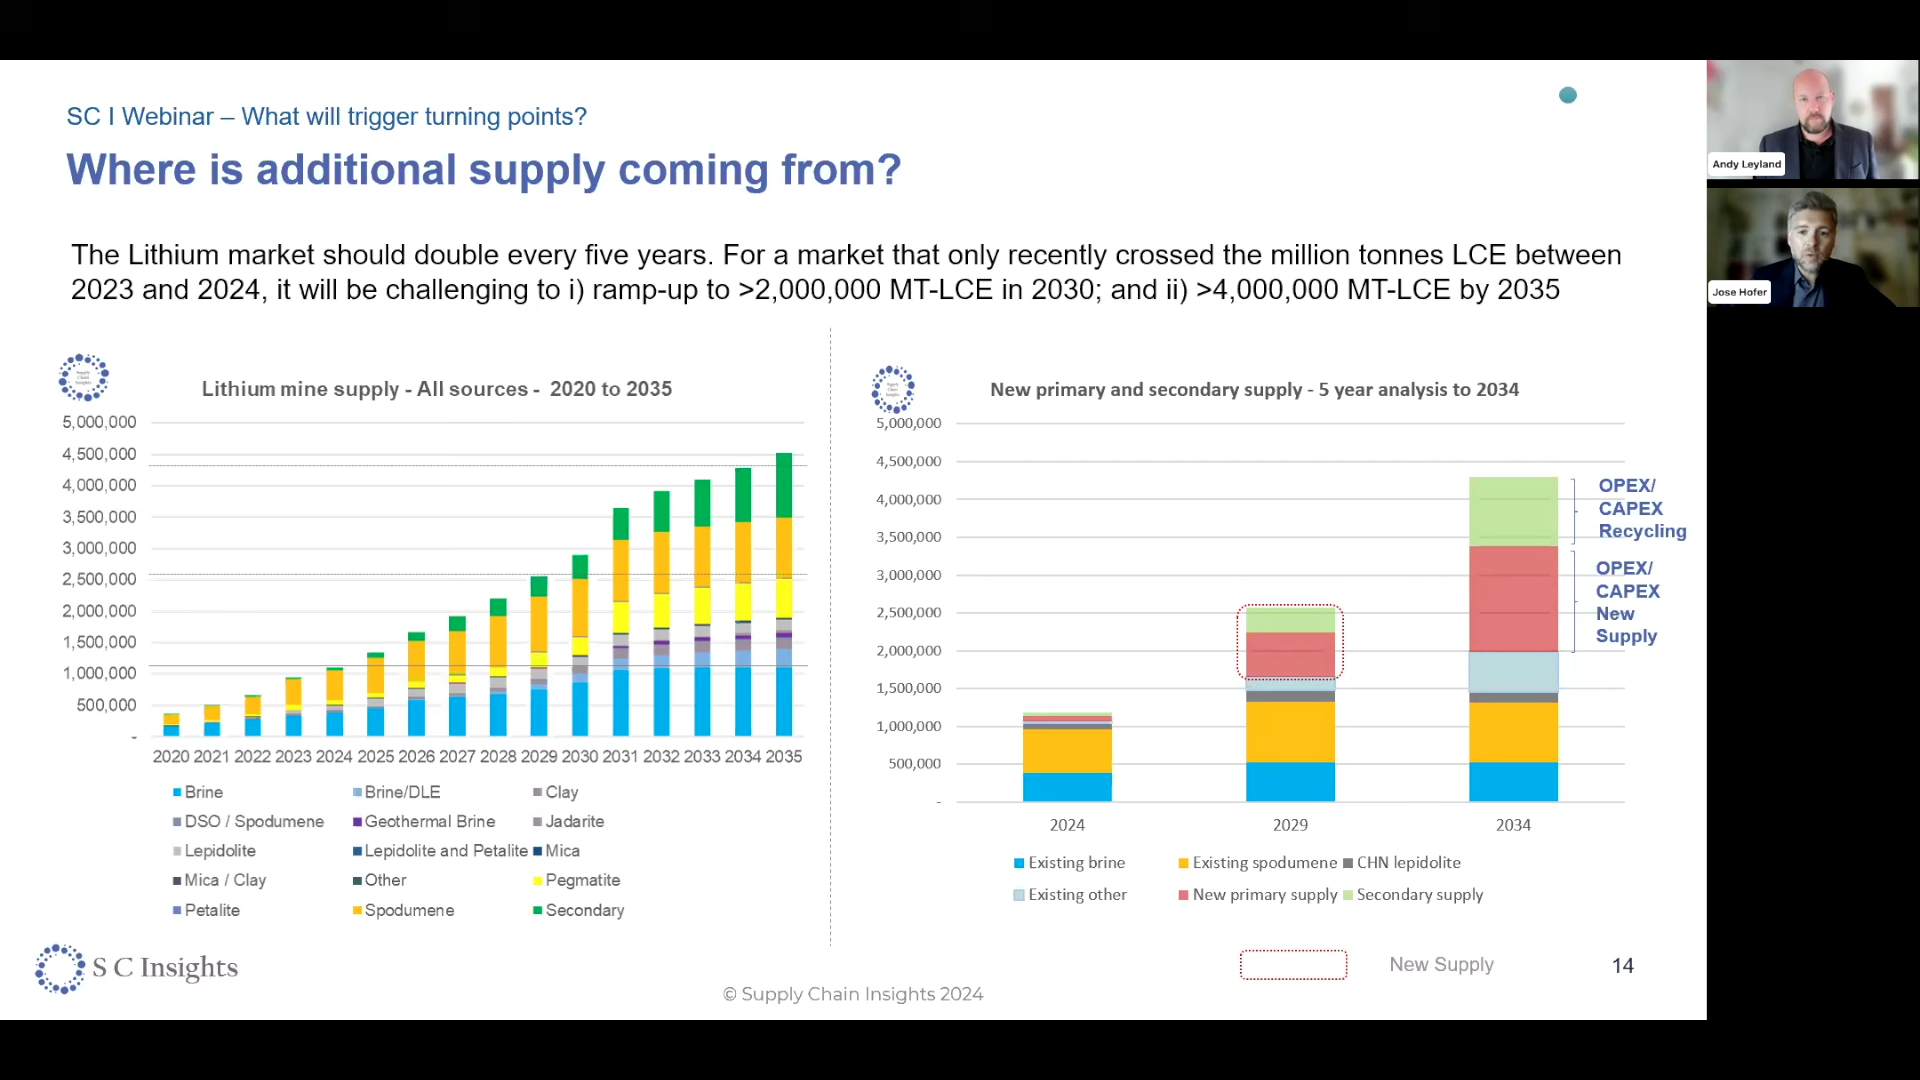 SC I Webinar – What will trigger turning points?
Where is additional supply coming from?
The Lithium market should double every five years. For a market that only recently crossed the million tonnes LCE between
2023 and 2024, it will be challenging to i) ramp-up to >2,000,000 MT-LCE in 2030; and ii) >4,000,000 MT-LCE by 2035
Andy Leyland
Jose Hofer
Supply
Chain
Insights
Lithium mine supply - All sources - 2020 to 2035
5,000,000
4,500,000
4,000,000
3,500,000
3,000,000
2,500,000
2,000,000
1,500,000
1,000,000
500,000
-
2020 2021 2022 2023 2024 2025 2026 2027 2028 2029 2030 2031 2032 2033 2034 2035
Brine Brine/DLE Clay
DSO / Spodumene Geothermal Brine Jadarite
Lepidolite Lepidolite and Petalite Mica
Mica / Clay Other Pegmatite
Petalite Spodumene Secondary
Supply
Chain
Insights
New primary and secondary supply - 5 year analysis to 2034
5,000,000
4,500,000
4,000,000
3,500,000
3,000,000
2,500,000
2,000,000
1,500,000
1,000,000
500,000
-
2024 2029 2034
OPEX/
CAPEX
Recycling
OPEX/
CAPEX
New
Supply
Existing brine Existing spodumene CHN lepidolite
Existing other New primary supply Secondary supply
S C Insights
New Supply
14
© Supply Chain Insights 2024